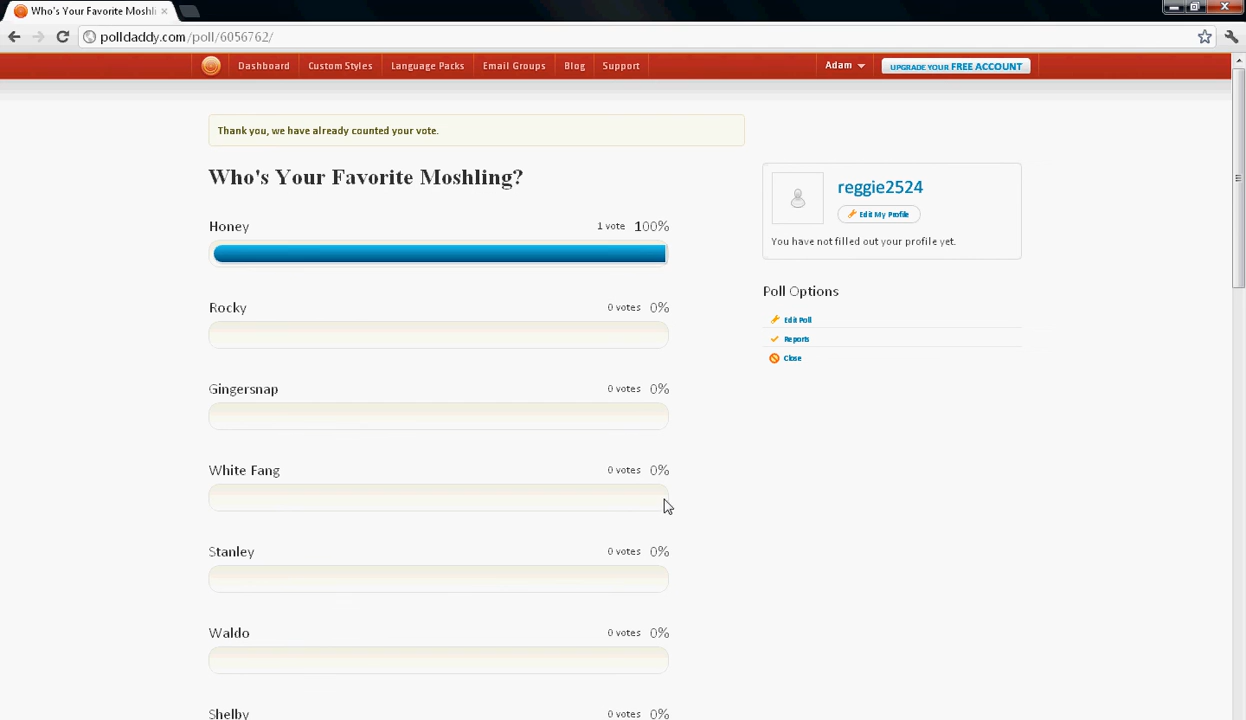 Who's Your Favorite Moshli
polldaddy.com/poll/6056762/
Dashboard Custom Styles Language Packs Email Groups Blog Support Adam UPGRADE YOUR FREE ACCOUNT
Thank you, we have already counted your vote.
Who's Your Favorite Moshling?
Honey 1 vote 100%
Rocky 0 votes 0%
Gingersnap 0 votes 0%
White Fang 0 votes 0%
Stanley 0 votes 0%
Waldo 0 votes 0%
Shelby 0 votes 0%
reggie2524
Edit My Profile
You have not filled out your profile yet.
Poll Options
Edit Poll
Reports
Close